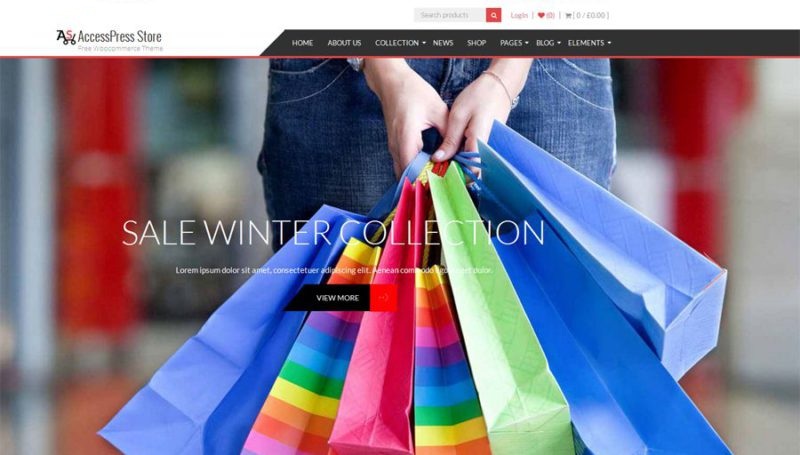 Search products Login | (0) | [ 0 / £0.00 ]
AS AccessPress Store
Free Woocommerce Theme
HOME ABOUT US COLLECTION NEWS SHOP PAGES BLOG ELEMENTS
SALE WINTER COLLECTION
Lorem ipsum dolor sit amet, consectetuer adipiscing elit. Aenean commodo ligula eget dolor.
VIEW MORE